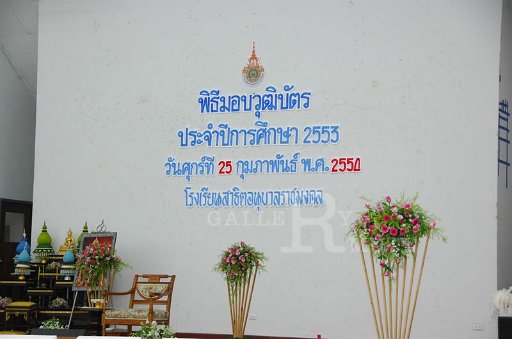 พิธีมอบวุฒิบัตร
ประจำปีการศึกษา 2553
วันศุกร์ที่ 25 กุมภาพันธ์ พ.ศ. 2554
โรงเรียนสาธิตอนุบาลราชมงคล
GALLERY